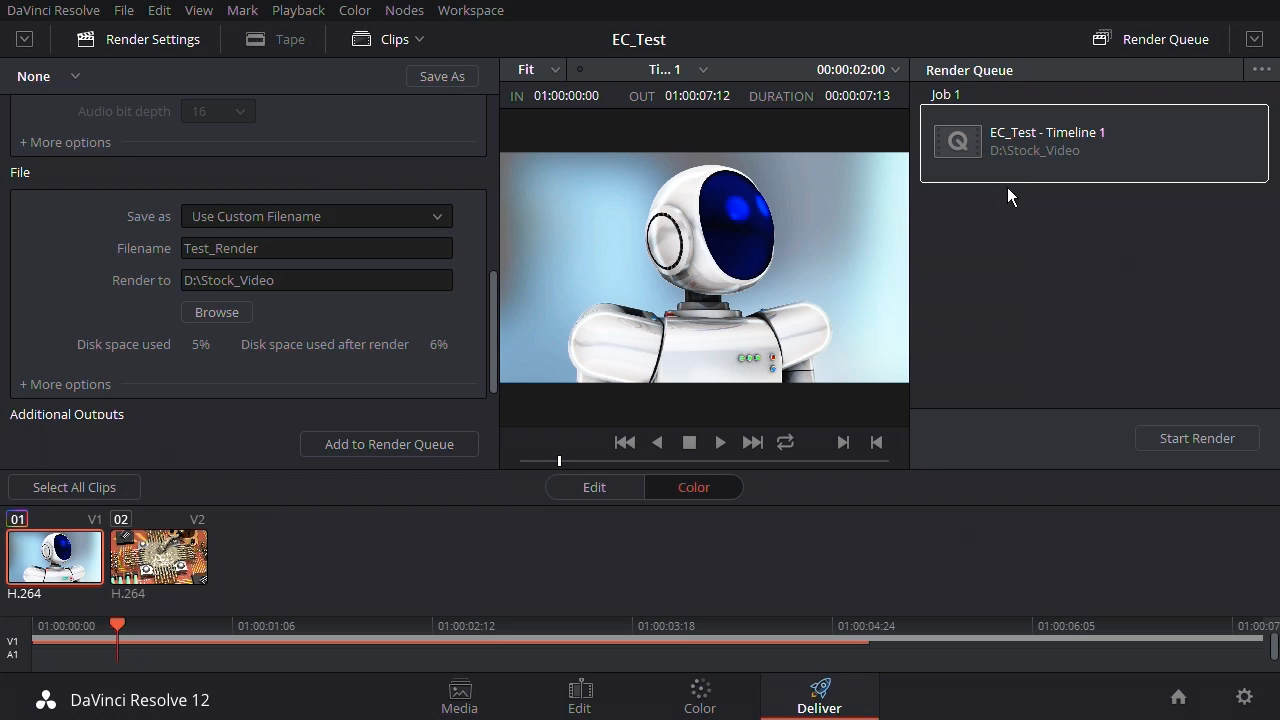 DaVinci Resolve File Edit View Mark Playback Color Nodes Workspace
Render Settings Tape Clips EC_Test Render Queue
None Save As Fit Ti... 1 00:00:02:00 Render Queue
IN 01:00:00:00 OUT 01:00:07:12 DURATION 00:00:07:13 Job 1
Audio bit depth 16
+ More options
EC_Test - Timeline 1
D:\Stock_Video
File
Save as Use Custom Filename
Filename Test_Render
Render to D:\Stock_Video
Browse
Disk space used 5% Disk space used after render 6%
+ More options
Additional Outputs
Add to Render Queue Start Render
Select All Clips Edit Color
01 V1 02 V2
H.264 H.264
01:00:00:00 01:00:01:06 01:00:02:12 01:00:03:18 01:00:04:24 01:00:06:05 01:00:07
V1
A1
DaVinci Resolve 12 Media Edit Color Deliver